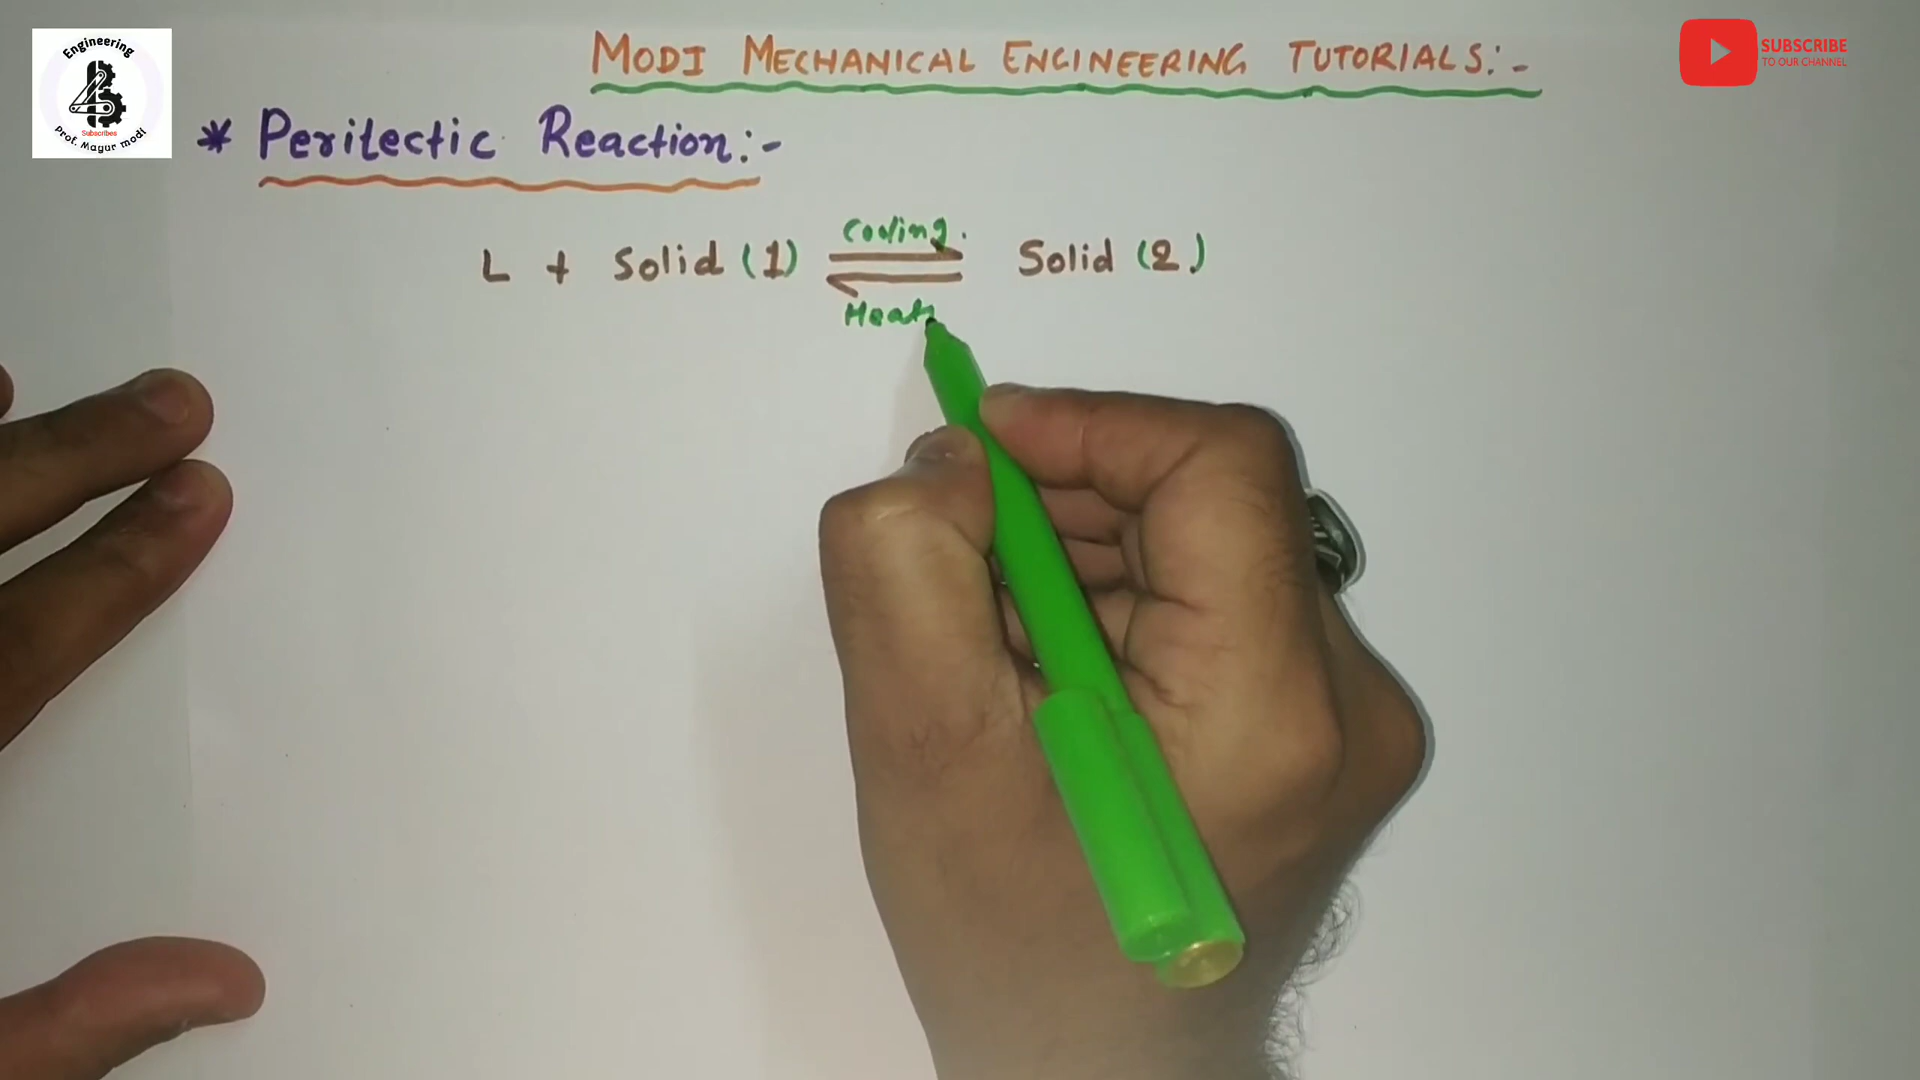 MODI MECHANICAL ENGINEERING TUTORIALS:-
SUBSCRIBE
TO OUR CHANNEL
Engineering
Subscribes
Prof. Mayur modi
* Peritectic Reaction:-
Cooling.
L + Solid (1) ⇌ Solid (2)
Heat